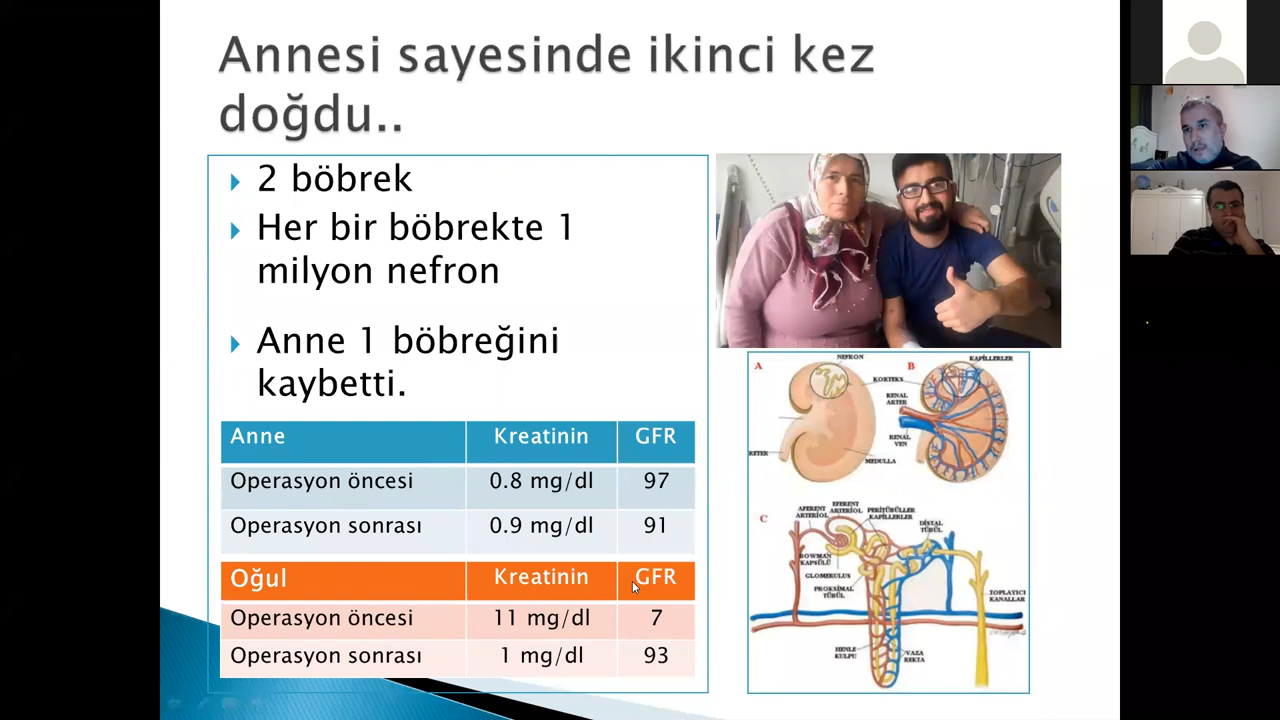 Annesi sayesinde ikinci kez
doğdu..
2 böbrek
Her bir böbrekte 1
milyon nefron
Anne 1 böbreğini
kaybetti.
Anne Kreatinin GFR
Operasyon öncesi 0.8 mg/dl 97
Operasyon sonrası 0.9 mg/dl 91
Oğul Kreatinin GFR
Operasyon öncesi 11 mg/dl 7
Operasyon sonrası 1 mg/dl 93
A
NEFRON
B
KAPİLLERLER
KORTEKS
RENAL
ARTER
RENAL
VEN
RETER
MEDULLA
C
AFERENT
ARTERİOL
EFERENT
ARTERİOL
PERİTÜBÜLER
KAPİLLERLER
DİSTAL
TÜBÜL
BOWMAN
KAPSÜLÜ
GLOMERULUS
PROKSİMAL
TÜBÜL
TOPLAYICI
KANALLAR
HENLE
KULPU
VAZA
REKTA